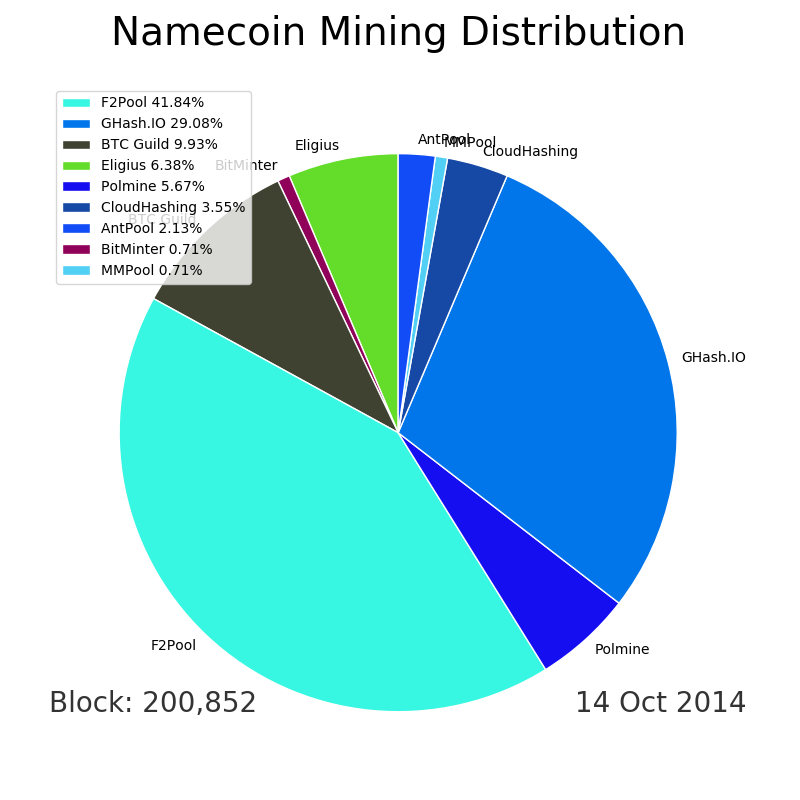 Namecoin Mining Distribution
F2Pool 41.84%
GHash.IO 29.08%
BTC Guild 9.93%
Eligius 6.38%
Polmine 5.67%
CloudHashing 3.55%
AntPool 2.13%
BitMinter 0.71%
MMPool 0.71%
AntPool
MMPool
Eligius
CloudHashing
BitMinter
BTC Guild
GHash.IO
F2Pool
Polmine
Block: 200,852
14 Oct 2014